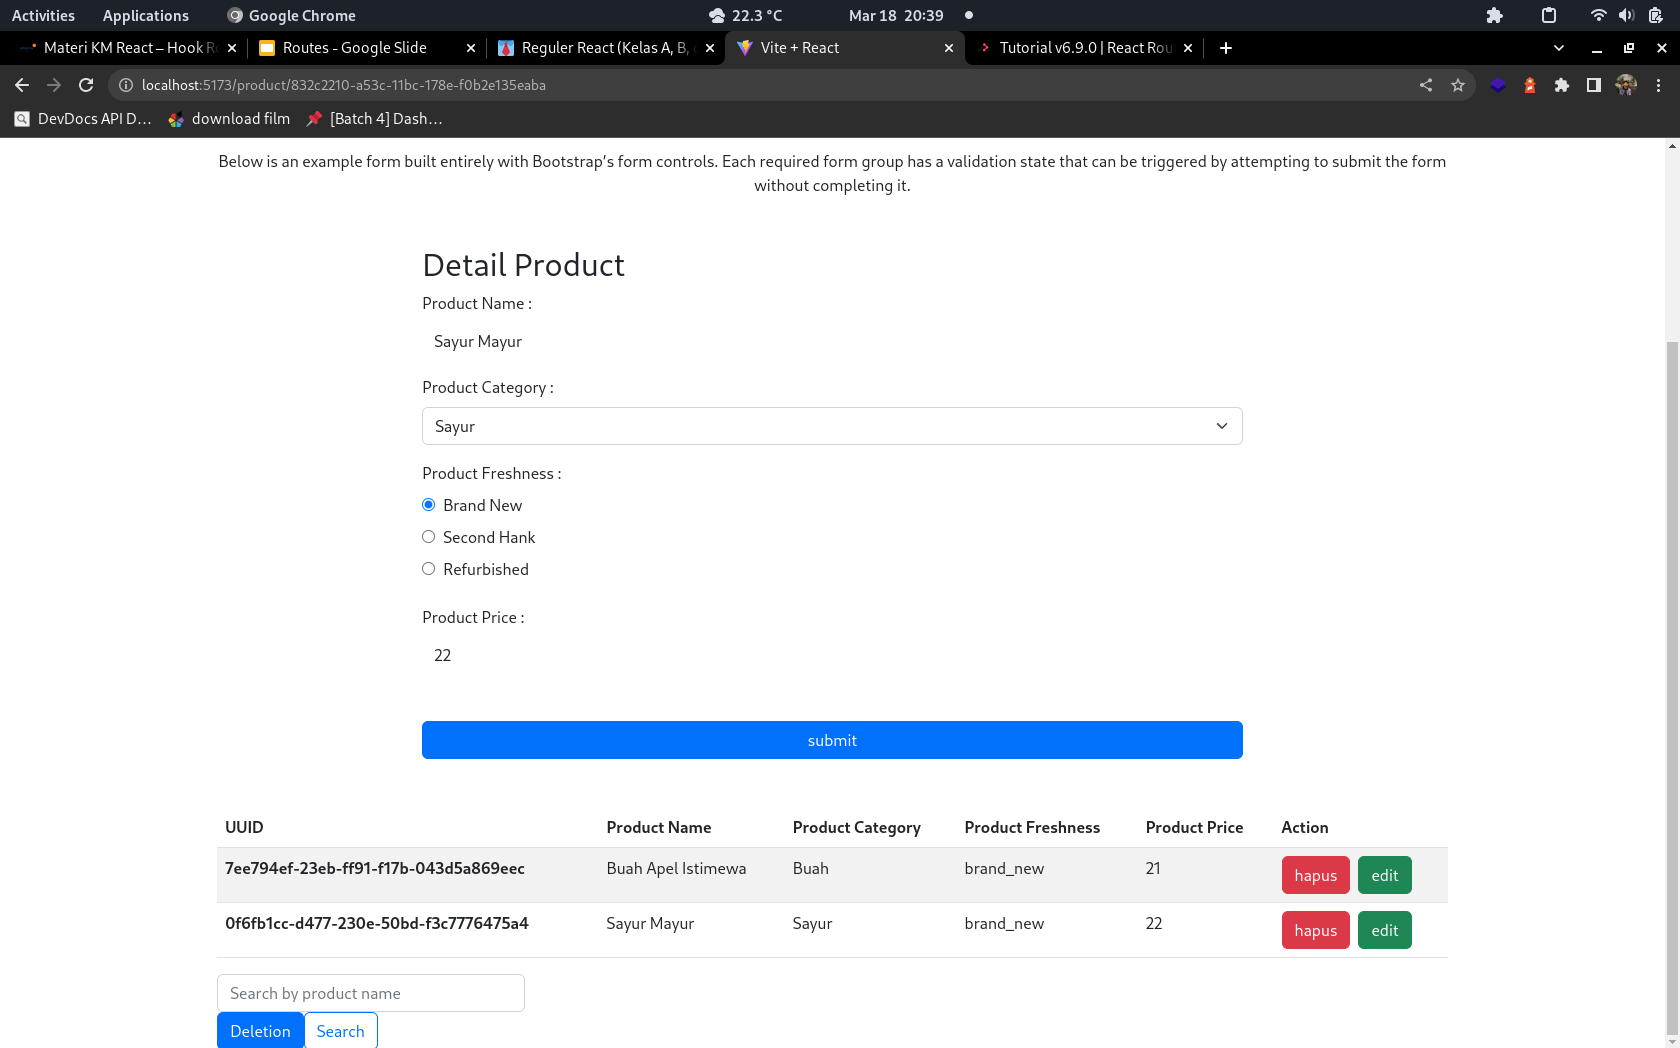 Activities Applications Google Chrome 22.3 °C Mar 18 20:39
Materi KM React – Hook R Routes - Google Slide Reguler React (Kelas A, B, Vite + React Tutorial v6.9.0 | React Rou
localhost:5173/product/832c2210-a53c-11bc-178e-f0b2e135eaba
DevDocs API D... download film [Batch 4] Dash...
Below is an example form built entirely with Bootstrap’s form controls. Each required form group has a validation state that can be triggered by attempting to submit the form
without completing it.
Detail Product
Product Name :
Sayur Mayur
Product Category :
Sayur
Product Freshness :
Brand New
Second Hank
Refurbished
Product Price :
22
submit
UUID Product Name Product Category Product Freshness Product Price Action
7ee794ef-23eb-ff91-f17b-043d5a869eec Buah Apel Istimewa Buah brand_new 21 hapus edit
0f6fb1cc-d477-230e-50bd-f3c7776475a4 Sayur Mayur Sayur brand_new 22 hapus edit
Search by product name
Deletion Search